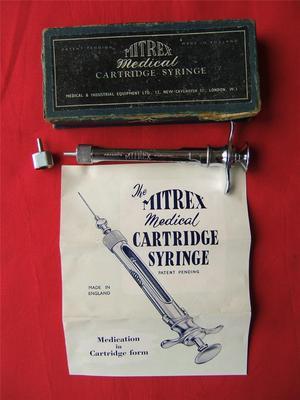 PATENT PENDING MADE IN ENGLAND
MITREX
Medical
CARTRIDGE SYRINGE
MEDICAL & INDUSTRIAL EQUIPMENT LTD., 12, NEW CAVENDISH ST., LONDON, W.1
MITREX
The
MITREX
Medical
CARTRIDGE
SYRINGE
PATENT PENDING
MADE IN
ENGLAND
Medication
in
Cartridge form